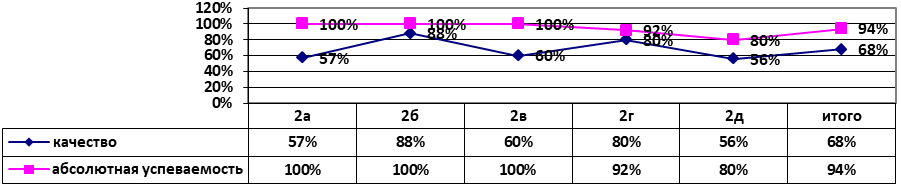 120%
100%
80%
60%
40%
20%
0%
100% 100% 100% 92% 80% 94%
57% 88% 60% 80% 56% 68%
2а 2б 2в 2г 2д итого
качество 57% 88% 60% 80% 56% 68%
абсолютная успеваемость 100% 100% 100% 92% 80% 94%